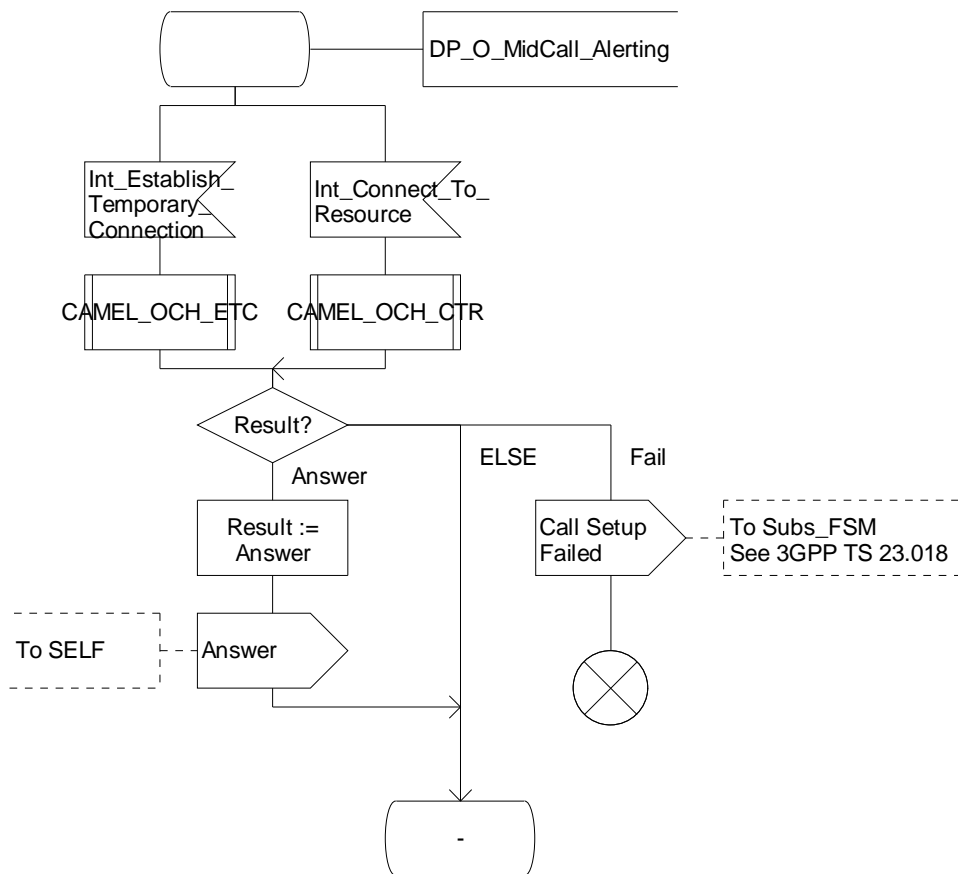 DP_O_MidCall_Alerting
Int_Establish_
Temporary_
Connection
Int_Connect_To_
Resource
CAMEL_OCH_ETC
CAMEL_OCH_CTR
Result?
ELSE
Fail
Answer
Result :=
Answer
Call Setup
Failed
To Subs_FSM
See 3GPP TS 23.018
To SELF
Answer
-